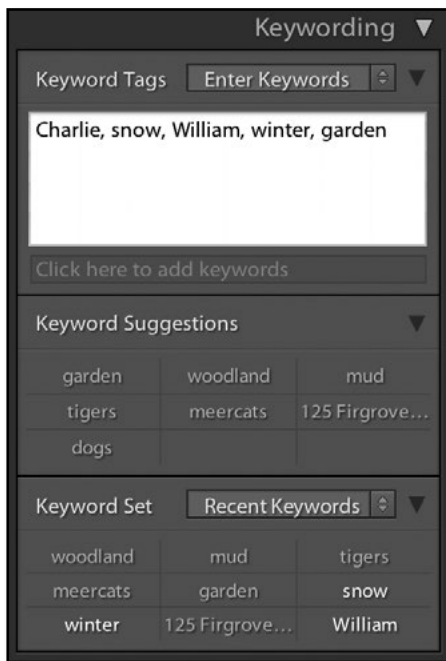 Keywording
Keyword Tags Enter Keywords
Charlie, snow, William, winter, garden
Click here to add keywords
Keyword Suggestions
garden woodland mud
tigers meercats 125 Firgrove...
dogs
Keyword Set Recent Keywords
woodland mud tigers
meercats garden snow
winter 125 Firgrove... William